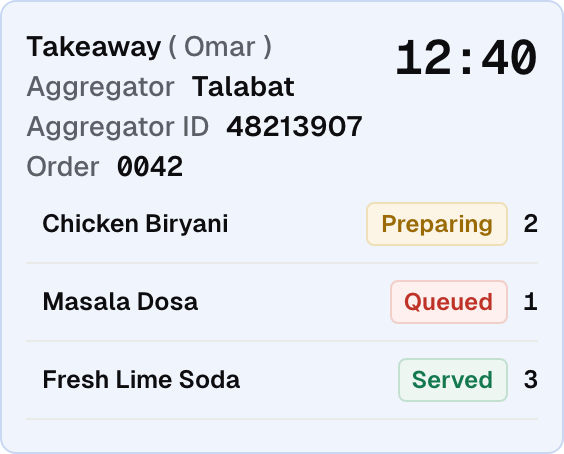 Takeaway ( Omar ) 12:40
Aggregator Talabat
Aggregator ID 48213907
Order 0042
Chicken Biryani Preparing 2
Masala Dosa Queued 1
Fresh Lime Soda Served 3